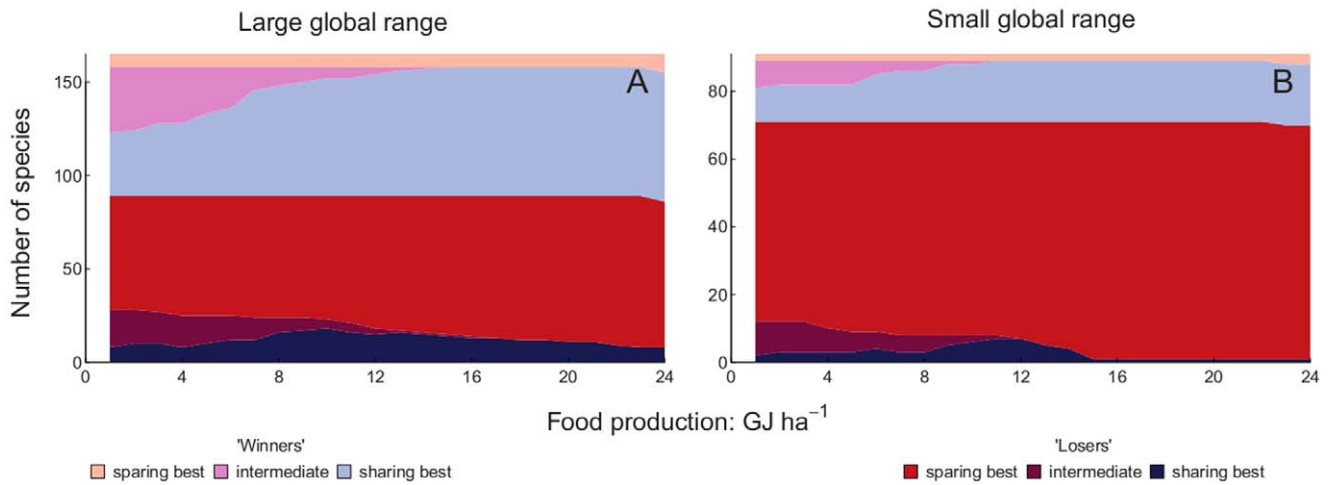 Large global range
Small global range
A
B
Number of species
150
100
50
0
80
60
40
20
0
0 4 8 12 16 20 24
0 4 8 12 16 20 24
Food production: GJ ha⁻¹
'Winners'
'Losers'
sparing best intermediate sharing best
sparing best intermediate sharing best